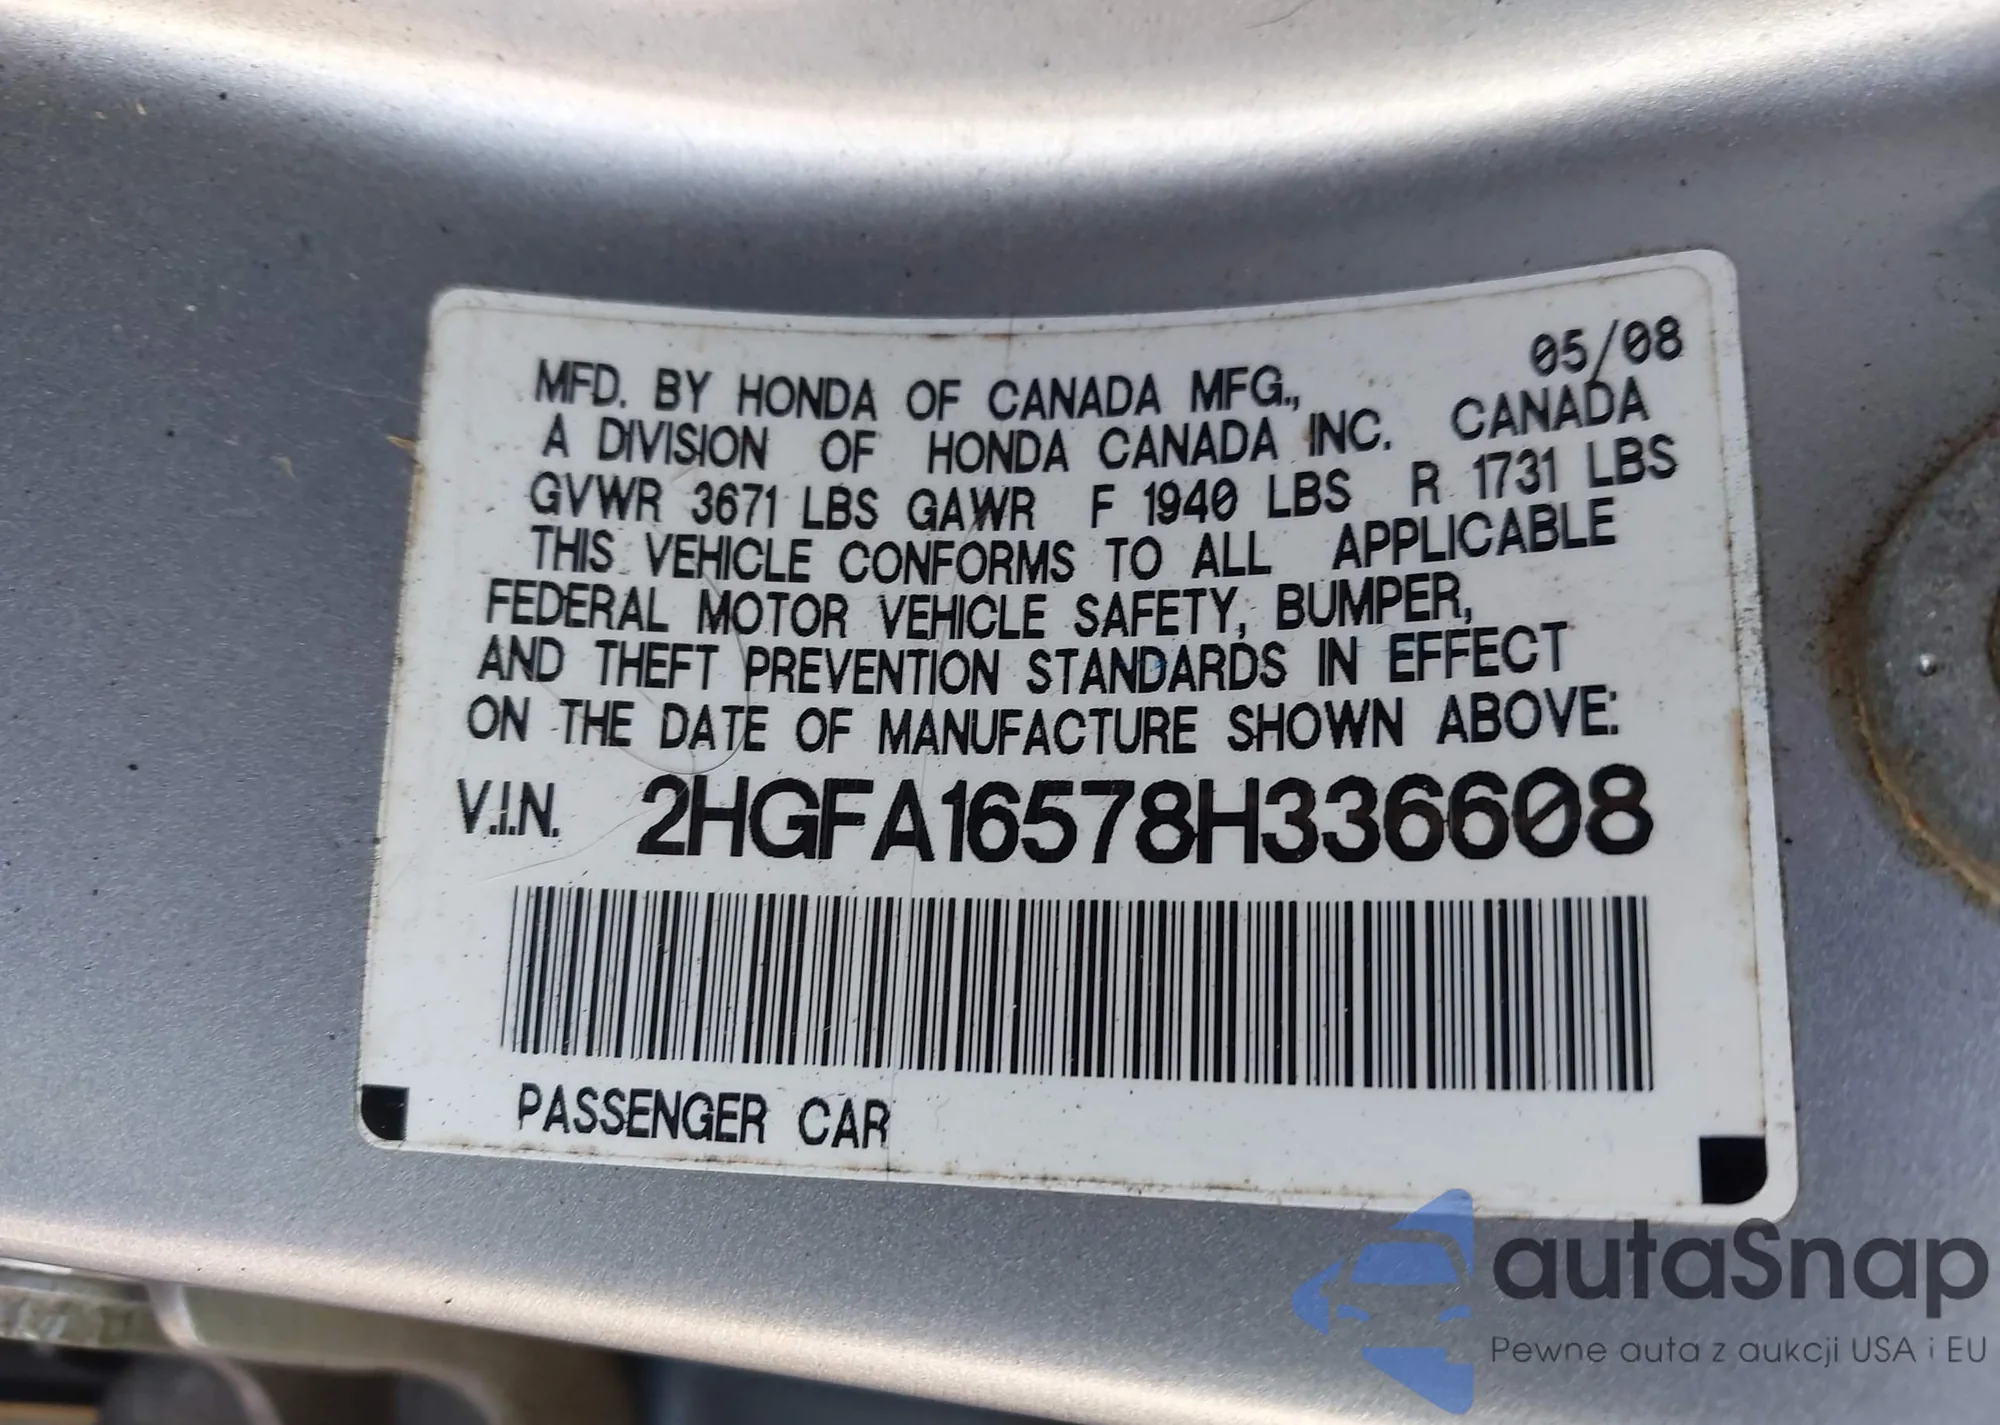 05/08
MFD. BY HONDA OF CANADA MFG.,
A DIVISION OF HONDA CANADA INC. CANADA
GVWR 3671 LBS GAWR F 1940 LBS R 1731 LBS
THIS VEHICLE CONFORMS TO ALL APPLICABLE
FEDERAL MOTOR VEHICLE SAFETY, BUMPER,
AND THEFT PREVENTION STANDARDS IN EFFECT
ON THE DATE OF MANUFACTURE SHOWN ABOVE:
V.I.N. 2HGFA16578H336608
PASSENGER CAR
autaSnap
Pewne auta z aukcji USA i EU